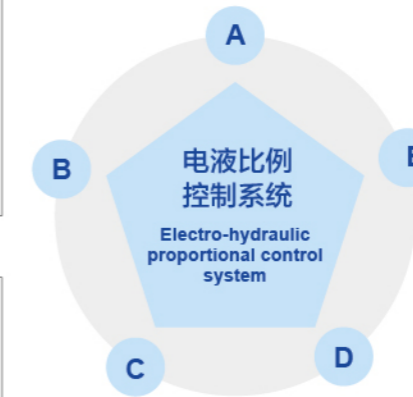 A
B
电液比例
控制系统
Electro-hydraulic
proportional control
system
C
D